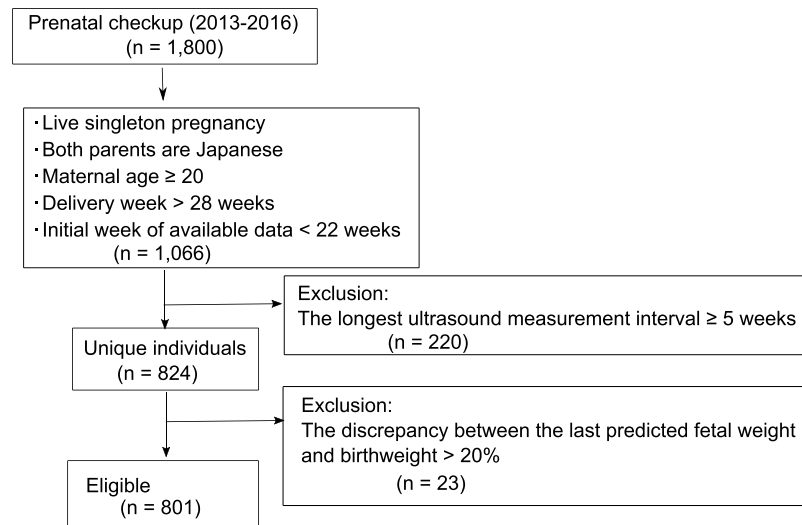 Prenatal checkup (2013-2016)
(n = 1,800)
・Live singleton pregnancy
・Both parents are Japanese
・Maternal age ≥ 20
・Delivery week > 28 weeks
・Initial week of available data < 22 weeks
(n = 1,066)
Exclusion:
The longest ultrasound measurement interval ≥ 5 weeks
(n = 220)
Unique individuals
(n = 824)
Exclusion:
The discrepancy between the last predicted fetal weight
and birthweight > 20%
(n = 23)
Eligible
(n = 801)